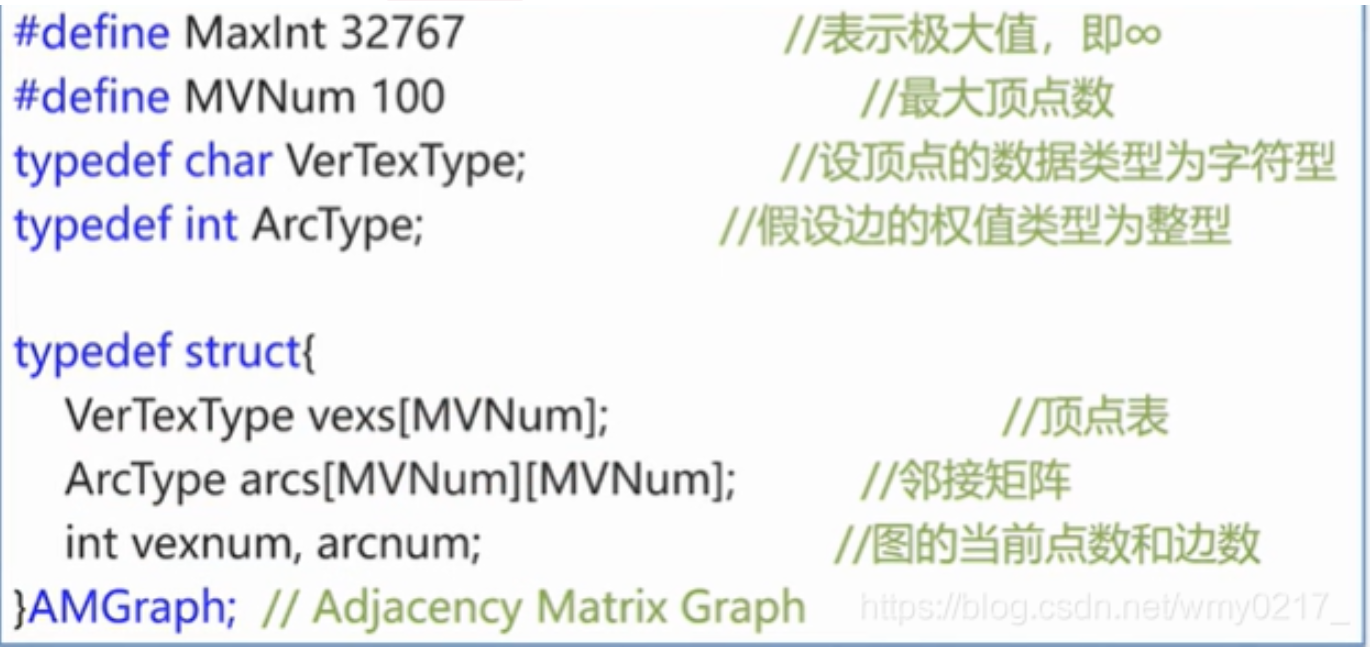 #define MaxInt 32767 //表示极大值，即∞
#define MVNum 100 //最大顶点数
typedef char VerTexType; //设顶点的数据类型为字符型
typedef int ArcType; //假设边的权值类型为整型
typedef struct{
VerTexType vexs[MVNum]; //顶点表
ArcType arcs[MVNum][MVNum]; //邻接矩阵
int vexnum, arcnum; //图的当前点数和边数
}AMGraph; // Adjacency Matrix Graph https://blog.csdn.net/wmy0217_